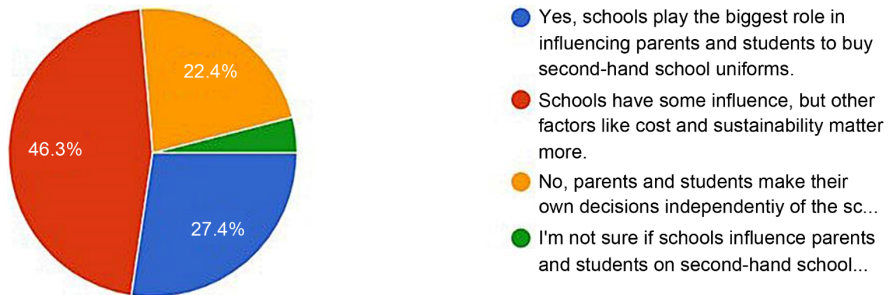 22.4%
46.3%
27.4%
Yes, schools play the biggest role in
influencing parents and students to buy
second-hand school uniforms.
Schools have some influence, but other
factors like cost and sustainability matter
more.
No, parents and students make their
own decisions independentiy of the sc...
I'm not sure if schools influence parents
and students on second-hand school...